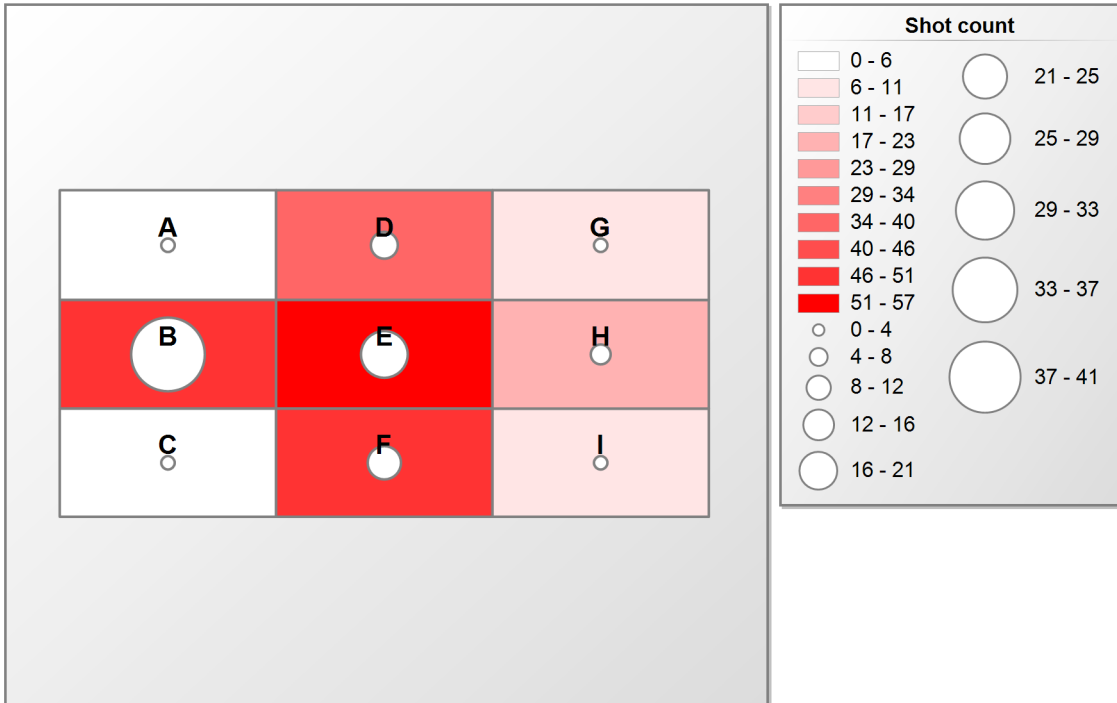 A D G
B E H
C F I
Shot count
0 - 6
6 - 11
11 - 17
17 - 23
23 - 29
29 - 34
34 - 40
40 - 46
46 - 51
51 - 57
0 - 4
4 - 8
8 - 12
12 - 16
16 - 21
21 - 25
25 - 29
29 - 33
33 - 37
37 - 41